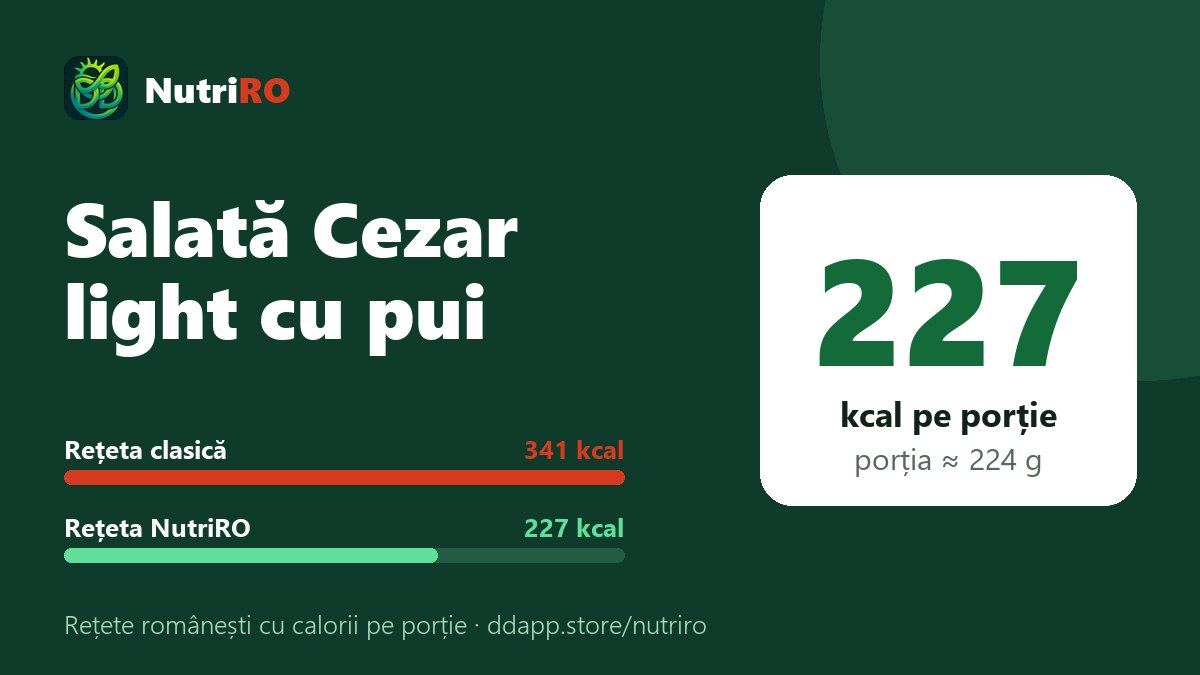 NutriRO
Salată Cezar
light cu pui
Rețeta clasică 341 kcal
Rețeta NutriRO 227 kcal
227
kcal pe porție
porția ≈ 224 g
Rețete românești cu calorii pe porție · ddapp.store/nutriro